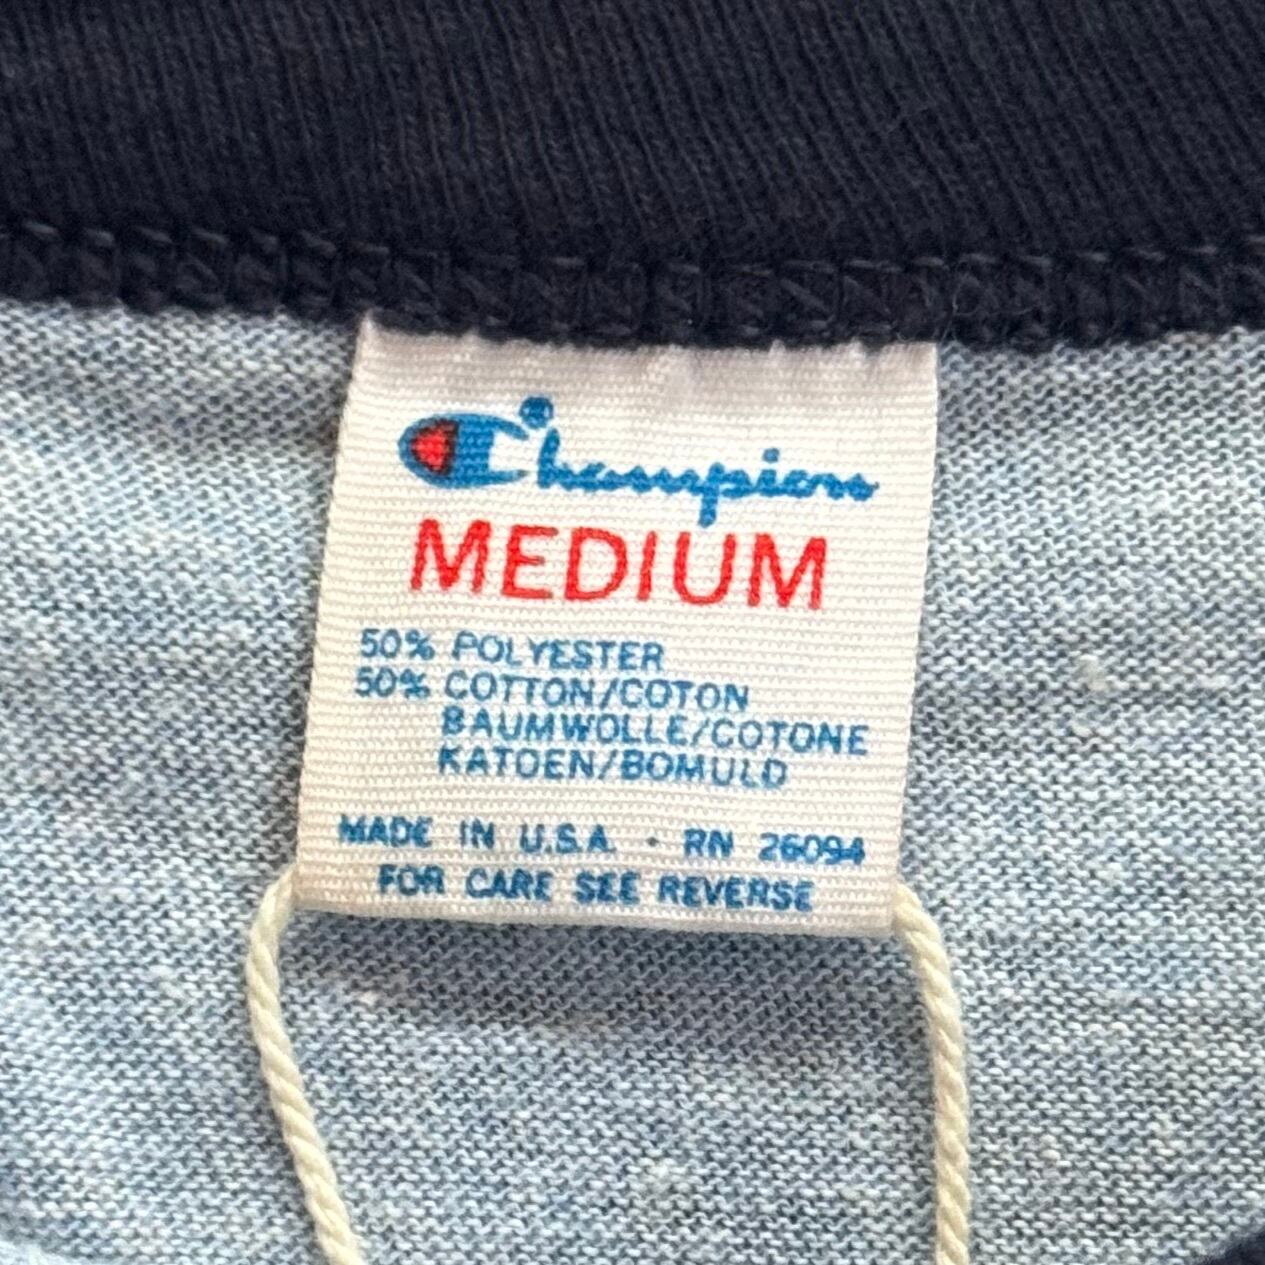 Champion
MEDIUM
50% POLYESTER
50% COTTON/COTON
BAUMWOLLE/COTONE
KATOEN/BOMULD
MADE IN U.S.A. · RN 26094
FOR CARE SEE REVERSE